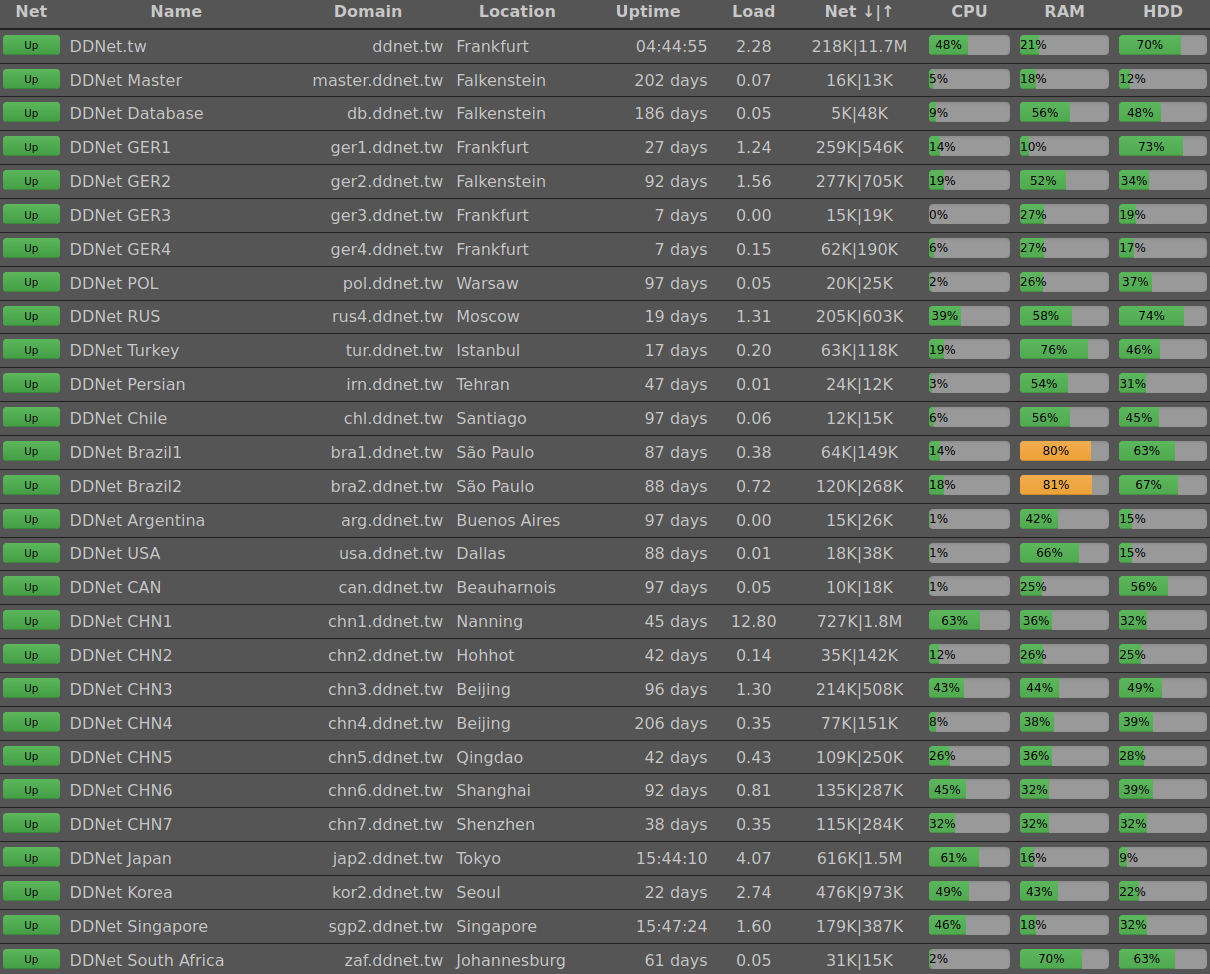 Net Name Domain Location Uptime Load Net ↓|↑ CPU RAM HDD
Up DDNet.tw ddnet.tw Frankfurt 04:44:55 2.28 218K|11.7M 48% 21% 70%
Up DDNet Master master.ddnet.tw Falkenstein 202 days 0.07 16K|13K 5% 18% 12%
Up DDNet Database db.ddnet.tw Falkenstein 186 days 0.05 5K|48K 9% 56% 48%
Up DDNet GER1 ger1.ddnet.tw Frankfurt 27 days 1.24 259K|546K 14% 10% 73%
Up DDNet GER2 ger2.ddnet.tw Falkenstein 92 days 1.56 277K|705K 19% 52% 34%
Up DDNet GER3 ger3.ddnet.tw Frankfurt 7 days 0.00 15K|19K 0% 27% 19%
Up DDNet GER4 ger4.ddnet.tw Frankfurt 7 days 0.15 62K|190K 6% 27% 17%
Up DDNet POL pol.ddnet.tw Warsaw 97 days 0.05 20K|25K 2% 26% 37%
Up DDNet RUS rus4.ddnet.tw Moscow 19 days 1.31 205K|603K 39% 58% 74%
Up DDNet Turkey tur.ddnet.tw Istanbul 17 days 0.20 63K|118K 19% 76% 46%
Up DDNet Persian irn.ddnet.tw Tehran 47 days 0.01 24K|12K 3% 54% 31%
Up DDNet Chile chl.ddnet.tw Santiago 97 days 0.06 12K|15K 6% 56% 45%
Up DDNet Brazil1 bra1.ddnet.tw São Paulo 87 days 0.38 64K|149K 14% 80% 63%
Up DDNet Brazil2 bra2.ddnet.tw São Paulo 88 days 0.72 120K|268K 18% 81% 67%
Up DDNet Argentina arg.ddnet.tw Buenos Aires 97 days 0.00 15K|26K 1% 42% 15%
Up DDNet USA usa.ddnet.tw Dallas 88 days 0.01 18K|38K 1% 66% 15%
Up DDNet CAN can.ddnet.tw Beauharnois 97 days 0.05 10K|18K 1% 25% 56%
Up DDNet CHN1 chn1.ddnet.tw Nanning 45 days 12.80 727K|1.8M 63% 36% 32%
Up DDNet CHN2 chn2.ddnet.tw Hohhot 42 days 0.14 35K|142K 12% 26% 25%
Up DDNet CHN3 chn3.ddnet.tw Beijing 96 days 1.30 214K|508K 43% 44% 49%
Up DDNet CHN4 chn4.ddnet.tw Beijing 206 days 0.35 77K|151K 8% 38% 39%
Up DDNet CHN5 chn5.ddnet.tw Qingdao 42 days 0.43 109K|250K 26% 36% 28%
Up DDNet CHN6 chn6.ddnet.tw Shanghai 92 days 0.81 135K|287K 45% 32% 39%
Up DDNet CHN7 chn7.ddnet.tw Shenzhen 38 days 0.35 115K|284K 32% 32% 32%
Up DDNet Japan jap2.ddnet.tw Tokyo 15:44:10 4.07 616K|1.5M 61% 16% 9%
Up DDNet Korea kor2.ddnet.tw Seoul 22 days 2.74 476K|973K 49% 43% 22%
Up DDNet Singapore sgp2.ddnet.tw Singapore 15:47:24 1.60 179K|387K 46% 18% 32%
Up DDNet South Africa zaf.ddnet.tw Johannesburg 61 days 0.05 31K|15K 2% 70% 63%